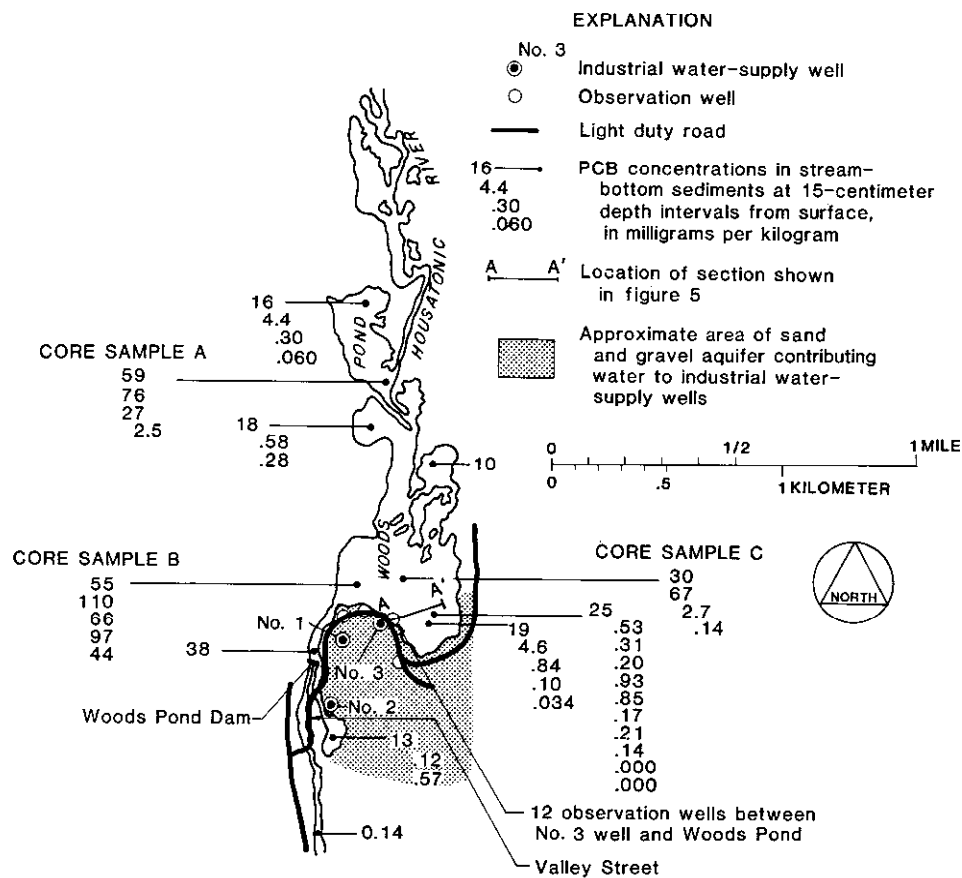 EXPLANATION
No. 3
Industrial water-supply well
Observation well
Light duty road
16
4.4
.30
.060
PCB concentrations in stream-
bottom sediments at 15-centimeter
depth intervals from surface,
in milligrams per kilogram
A A'
Location of section shown
in figure 5
Approximate area of sand
and gravel aquifer contributing
water to industrial water-
supply wells
0 1/2 1 MILE
0 .5 1 KILOMETER
NORTH
HOUSATONIC RIVER
WOODS POND
16
4.4
.30
.060
CORE SAMPLE A
59
76
27
2.5
18
.58
.28
10
CORE SAMPLE B
55
110
66
97
44
CORE SAMPLE C
30
67
2.7
.14
25
.53
.31
.20
.93
.85
.17
.21
.14
.000
.000
19
4.6
.84
.10
.034
A A'
No. 1
No. 3
No. 2
38
Woods Pond Dam
13
.12
.57
0.14
12 observation wells between
No. 3 well and Woods Pond
Valley Street